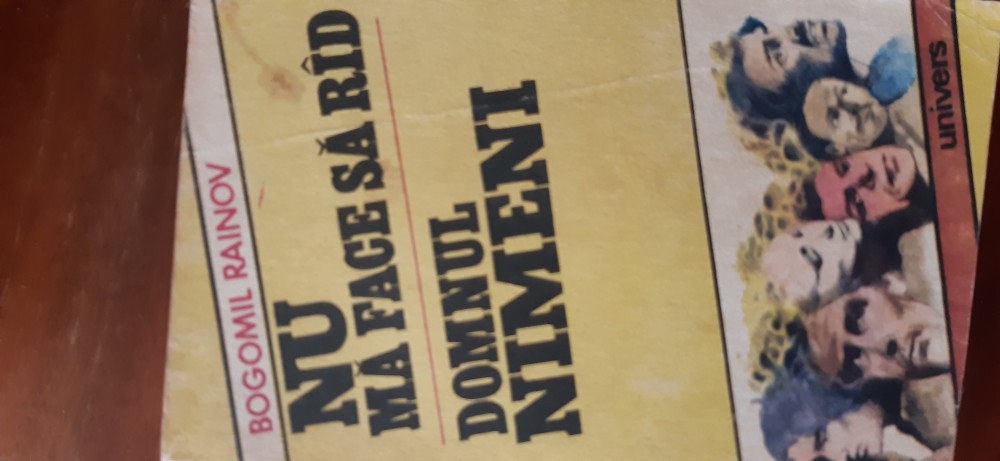 BOGOMIL RAINOV
NU
MĂ FACE SĂ RÎD
DOMNUL
NIMENI
univers